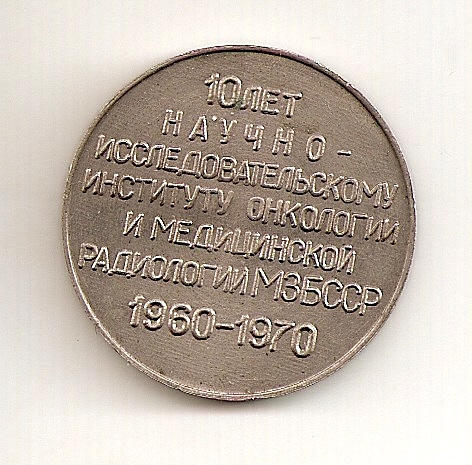 10 ЛЕТ
НАУЧНО-
ИССЛЕДОВАТЕЛЬСКОМУ
ИНСТИТУТУ ОНКОЛОГИИ
И МЕДИЦИНСКОЙ
РАДИОЛОГИИ МЗБССР
1960-1970